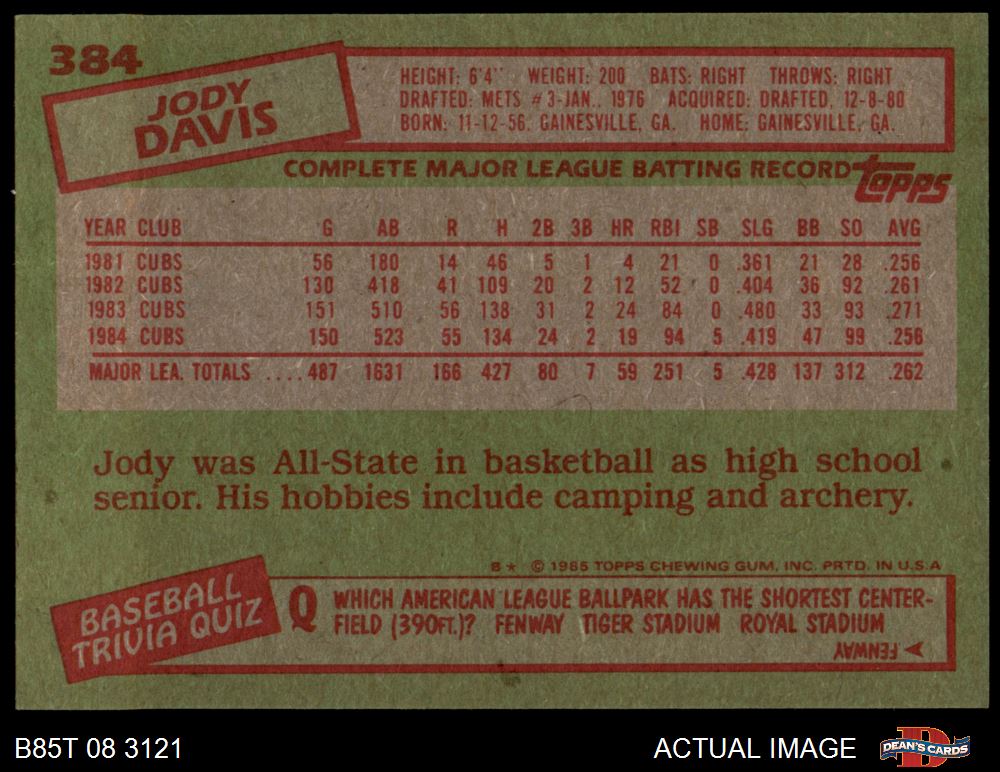 384
JODY
DAVIS
HEIGHT: 6'4" WEIGHT: 200 BATS: RIGHT THROWS: RIGHT
DRAFTED: METS #3-JAN., 1976 ACQUIRED: DRAFTED, 12-8-80
BORN: 11-12-56, GAINESVILLE, GA. HOME: GAINESVILLE, GA.
COMPLETE MAJOR LEAGUE BATTING RECORD
topps
YEAR CLUB G AB R H 2B 3B HR RBI SB SLG BB SO AVG
1981 CUBS 56 180 14 46 5 1 4 21 0 .361 21 28 .256
1982 CUBS 130 418 41 109 20 2 12 52 0 .404 36 92 .261
1983 CUBS 151 510 56 138 31 2 24 84 0 .480 33 93 .271
1984 CUBS 150 523 55 134 24 2 19 94 5 .419 47 99 .256
MAJOR LEA. TOTALS ....487 1631 166 427 80 7 59 251 5 .428 137 312 .262
Jody was All-State in basketball as high school
senior. His hobbies include camping and archery.
B* © 1985 TOPPS CHEWING GUM, INC. PRTD. IN U.S.A
BASEBALL
TRIVIA QUIZ
Q WHICH AMERICAN LEAGUE BALLPARK HAS THE SHORTEST CENTER-
FIELD (390FT.)? FENWAY TIGER STADIUM ROYAL STADIUM
FENWAY
B85T 08 3121
ACTUAL IMAGE
D
DEAN'S CARDS